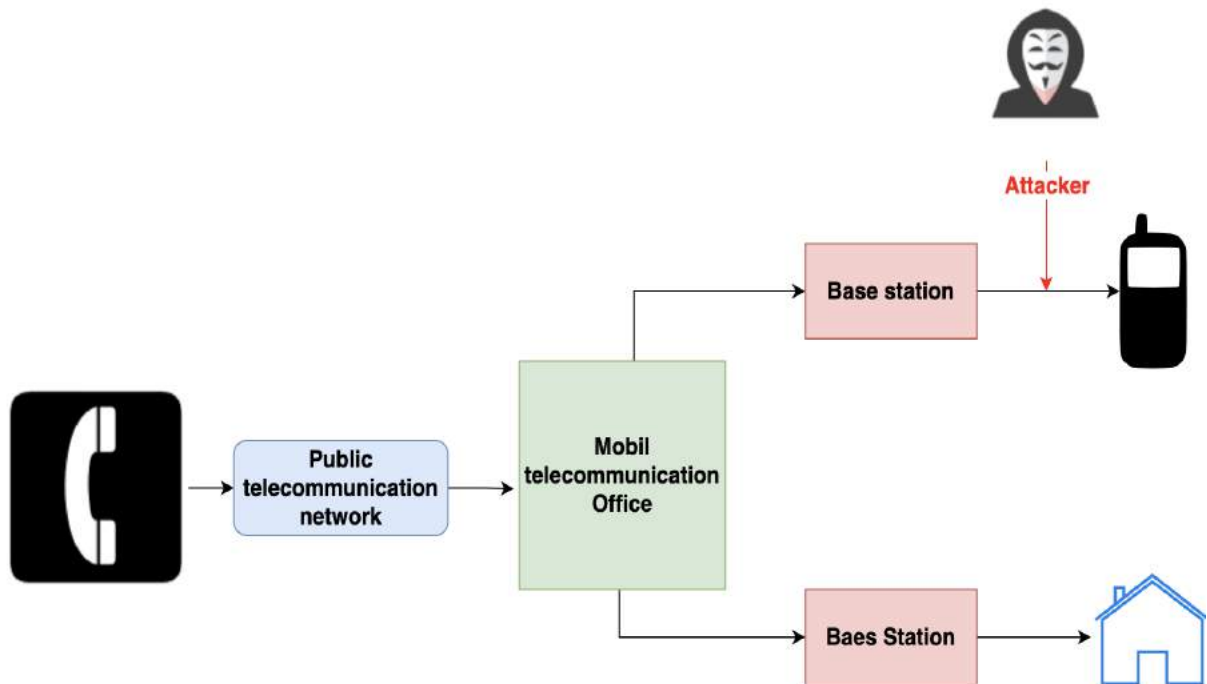 Attacker
Base station
Public
telecommunication
network
Mobil
telecommunication
Office
Baes Station